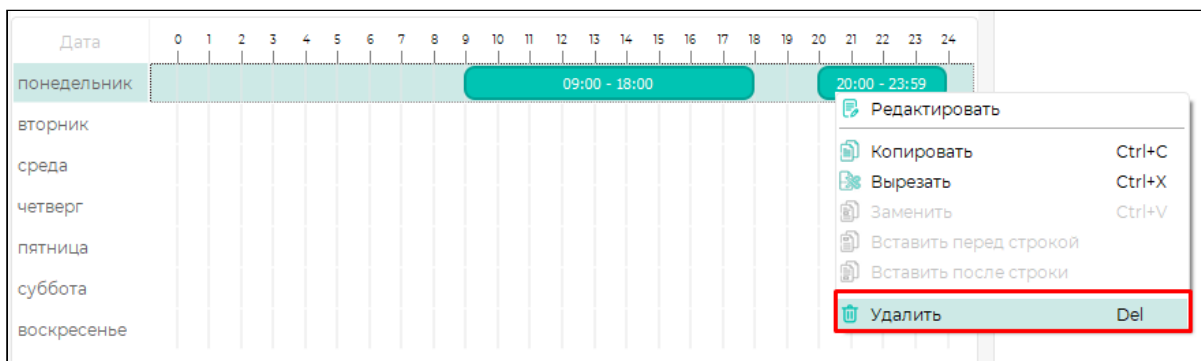 Дата 0 1 2 3 4 5 6 7 8 9 10 11 12 13 14 15 16 17 18 19 20 21 22 23 24
понедельник 09:00 - 18:00 20:00 - 23:59
Редактировать
вторник
Копировать Ctrl+C
среда
Вырезать Ctrl+X
четверг
Заменить Ctrl+V
пятница
Вставить перед строкой
Вставить после строки
суббота
Удалить Del
воскресенье